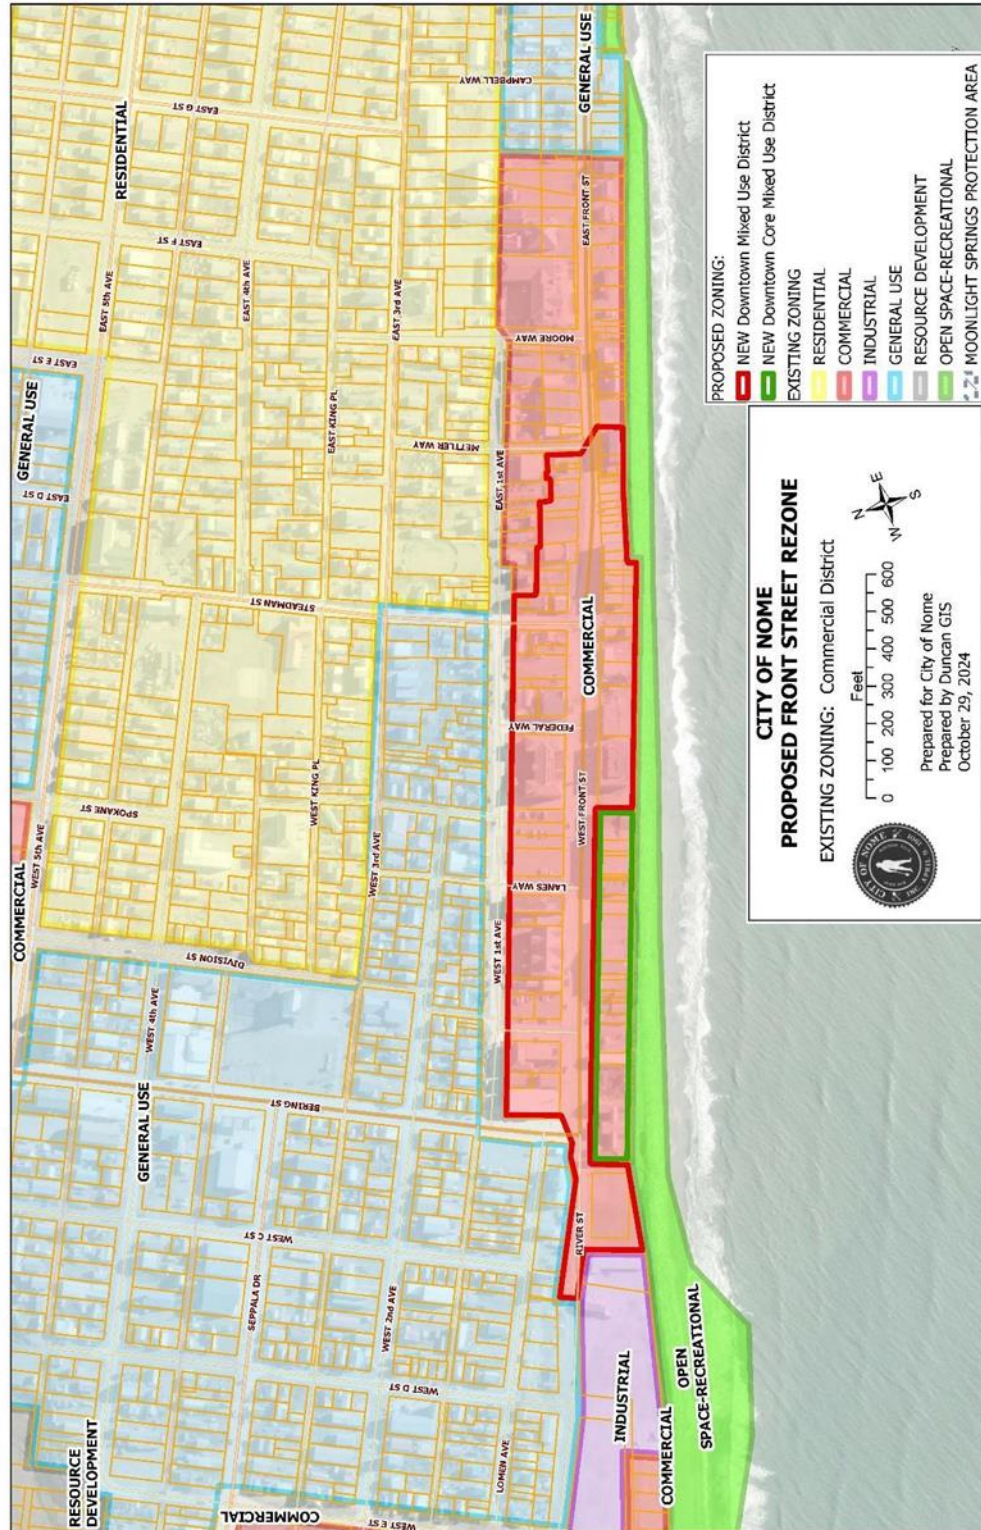 CITY OF NOME
PROPOSED FRONT STREET REZONE
EXISTING ZONING: Commercial District
Feet
0 100 200 300 400 500 600
N
E
S
W
Prepared for City of Nome
Prepared by Duncan GIS
October 29, 2024
CITY OF NOME
PROPOSED ZONING:
NEW Downtown Mixed Use District
NEW Downtown Core Mixed Use District
EXISTING ZONING
RESIDENTIAL
COMMERCIAL
INDUSTRIAL
GENERAL USE
RESOURCE DEVELOPMENT
OPEN SPACE-RECREATIONAL
MOONLIGHT SPRINGS PROTECTION AREA
RESOURCE
DEVELOPMENT
COMMERCIAL
WEST E ST
GENERAL USE
COMMERCIAL
GENERAL USE
RESIDENTIAL
GENERAL USE
COMMERCIAL
INDUSTRIAL
COMMERCIAL
OPEN
SPACE-RECREATIONAL
WEST 5th AVE
EAST 5th AVE
WEST 4th AVE
EAST 4th AVE
SEPPALA DR
WEST KING PL
EAST KING PL
WEST 3rd AVE
EAST 3rd AVE
WEST 2nd AVE
LOMEN AVE
WEST 1st AVE
EAST 1st AVE
RIVER ST
WEST FRONT ST
EAST FRONT ST
WEST D ST
WEST C ST
BERING ST
DIVISION ST
SPOKANE ST
LANES WAY
FEDERAL WAY
STEADMAN ST
EAST D ST
EAST E ST
METTLER WAY
MOORE WAY
EAST F ST
EAST G ST
CAMPBELL WAY